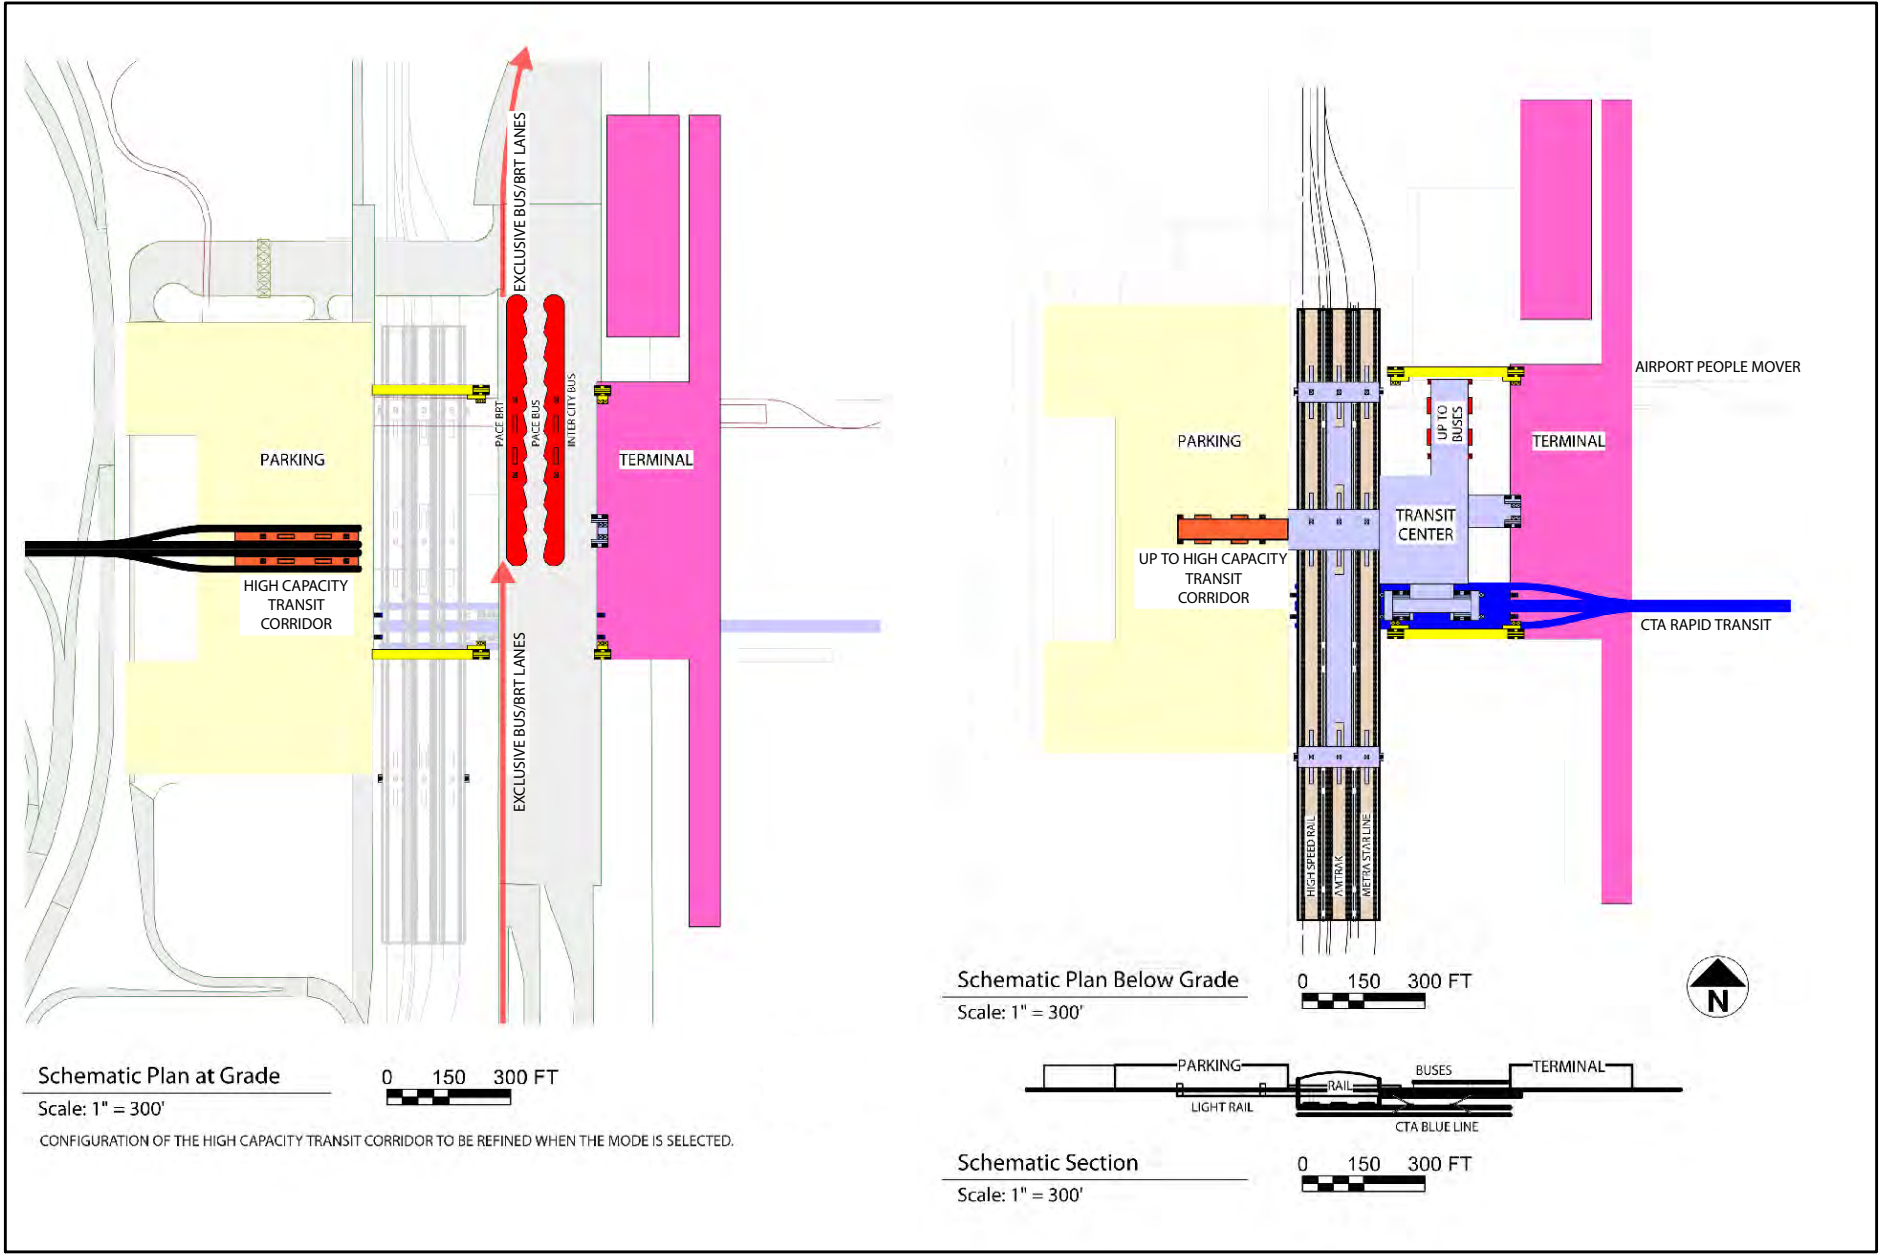 EXCLUSIVE BUS/BRT LANES
PACE BRT
PACE BUS
INTER CITY BUS
PARKING
TERMINAL
HIGH CAPACITY
TRANSIT
CORRIDOR
EXCLUSIVE BUS/BRT LANES
Schematic Plan at Grade
Scale: 1" = 300'
0 150 300 FT
CONFIGURATION OF THE HIGH CAPACITY TRANSIT CORRIDOR TO BE REFINED WHEN THE MODE IS SELECTED.
AIRPORT PEOPLE MOVER
UP TO
BUSES
PARKING
TERMINAL
TRANSIT
CENTER
UP TO HIGH CAPACITY
TRANSIT
CORRIDOR
CTA RAPID TRANSIT
HIGH SPEED RAIL
AMTRAK
METRA STAR LINE
Schematic Plan Below Grade
Scale: 1" = 300'
0 150 300 FT
N
PARKING
RAIL
BUSES
TERMINAL
LIGHT RAIL
CTA BLUE LINE
Schematic Section
Scale: 1" = 300'
0 150 300 FT